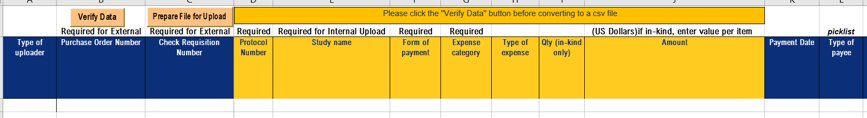 A B C D E F G H I J K L
Verify Data Prepare File for Upload Please click the "Verify Data" button before converting to a csv file
Required for External Required for External Required Required for Internal Upload Required Required (US Dollars)if in-kind, enter value per item picklist
Type of uploader Purchase Order Number Check Requisition Number Protocol Number Study name Form of payment Expense category Type of expense Qty (in-kind only) Amount Payment Date Type of payee